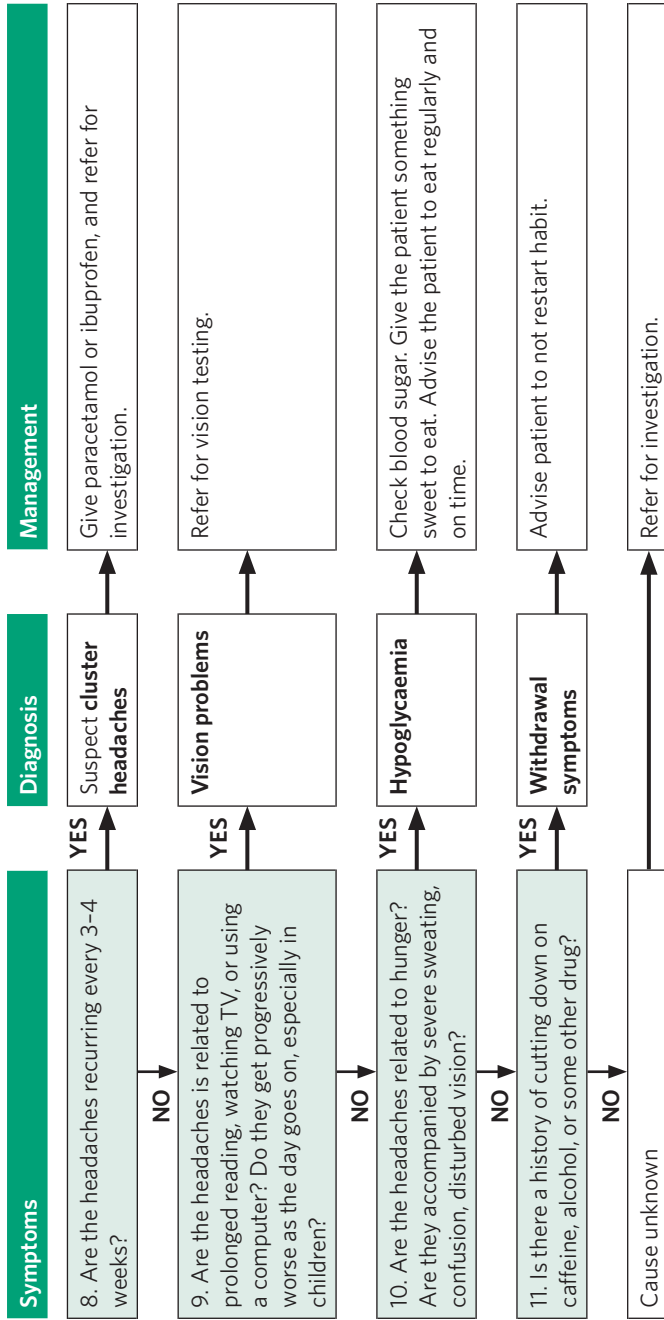 Symptoms
Diagnosis
Management
8. Are the headaches recurring every 3–4
weeks?
YES
Suspect cluster
headaches
Give paracetamol or ibuprofen, and refer for
investigation.
NO
9. Are the headaches is related to
prolonged reading, watching TV, or using
a computer? Do they get progressively
worse as the day goes on, especially in
children?
YES
Vision problems
Refer for vision testing.
NO
10. Are the headaches related to hunger?
Are they accompanied by severe sweating,
confusion, disturbed vision?
YES
Hypoglycaemia
Check blood sugar. Give the patient something
sweet to eat. Advise the patient to eat regularly and
on time.
NO
11. Is there a history of cutting down on
caffeine, alcohol, or some other drug?
YES
Withdrawal
symptoms
Advise patient to not restart habit.
NO
Cause unknown
Refer for investigation.